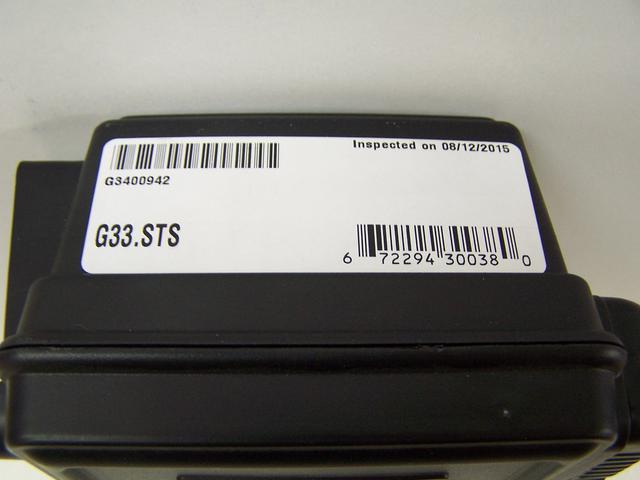 Inspected on 08/12/2015
G3400942
G33.STS
6 72294 30038 0